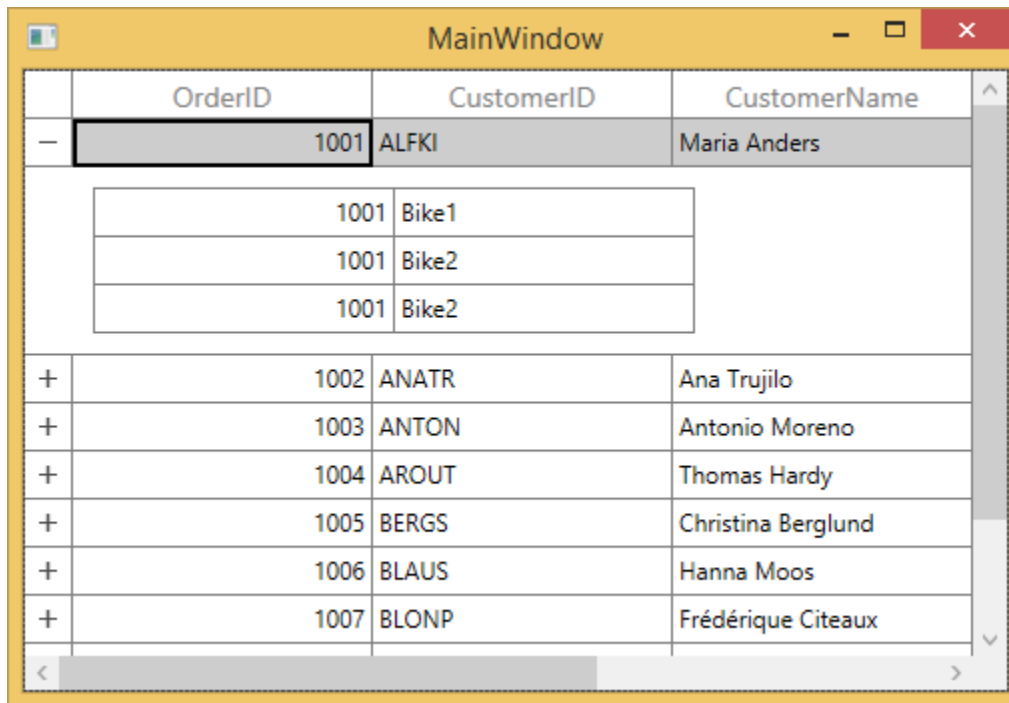 MainWindow
OrderID CustomerID CustomerName
1001 ALFKI Maria Anders
1001 Bike1
1001 Bike2
1001 Bike2
1002 ANATR Ana Trujilo
1003 ANTON Antonio Moreno
1004 AROUT Thomas Hardy
1005 BERGS Christina Berglund
1006 BLAUS Hanna Moos
1007 BLONP Frédérique Citeaux